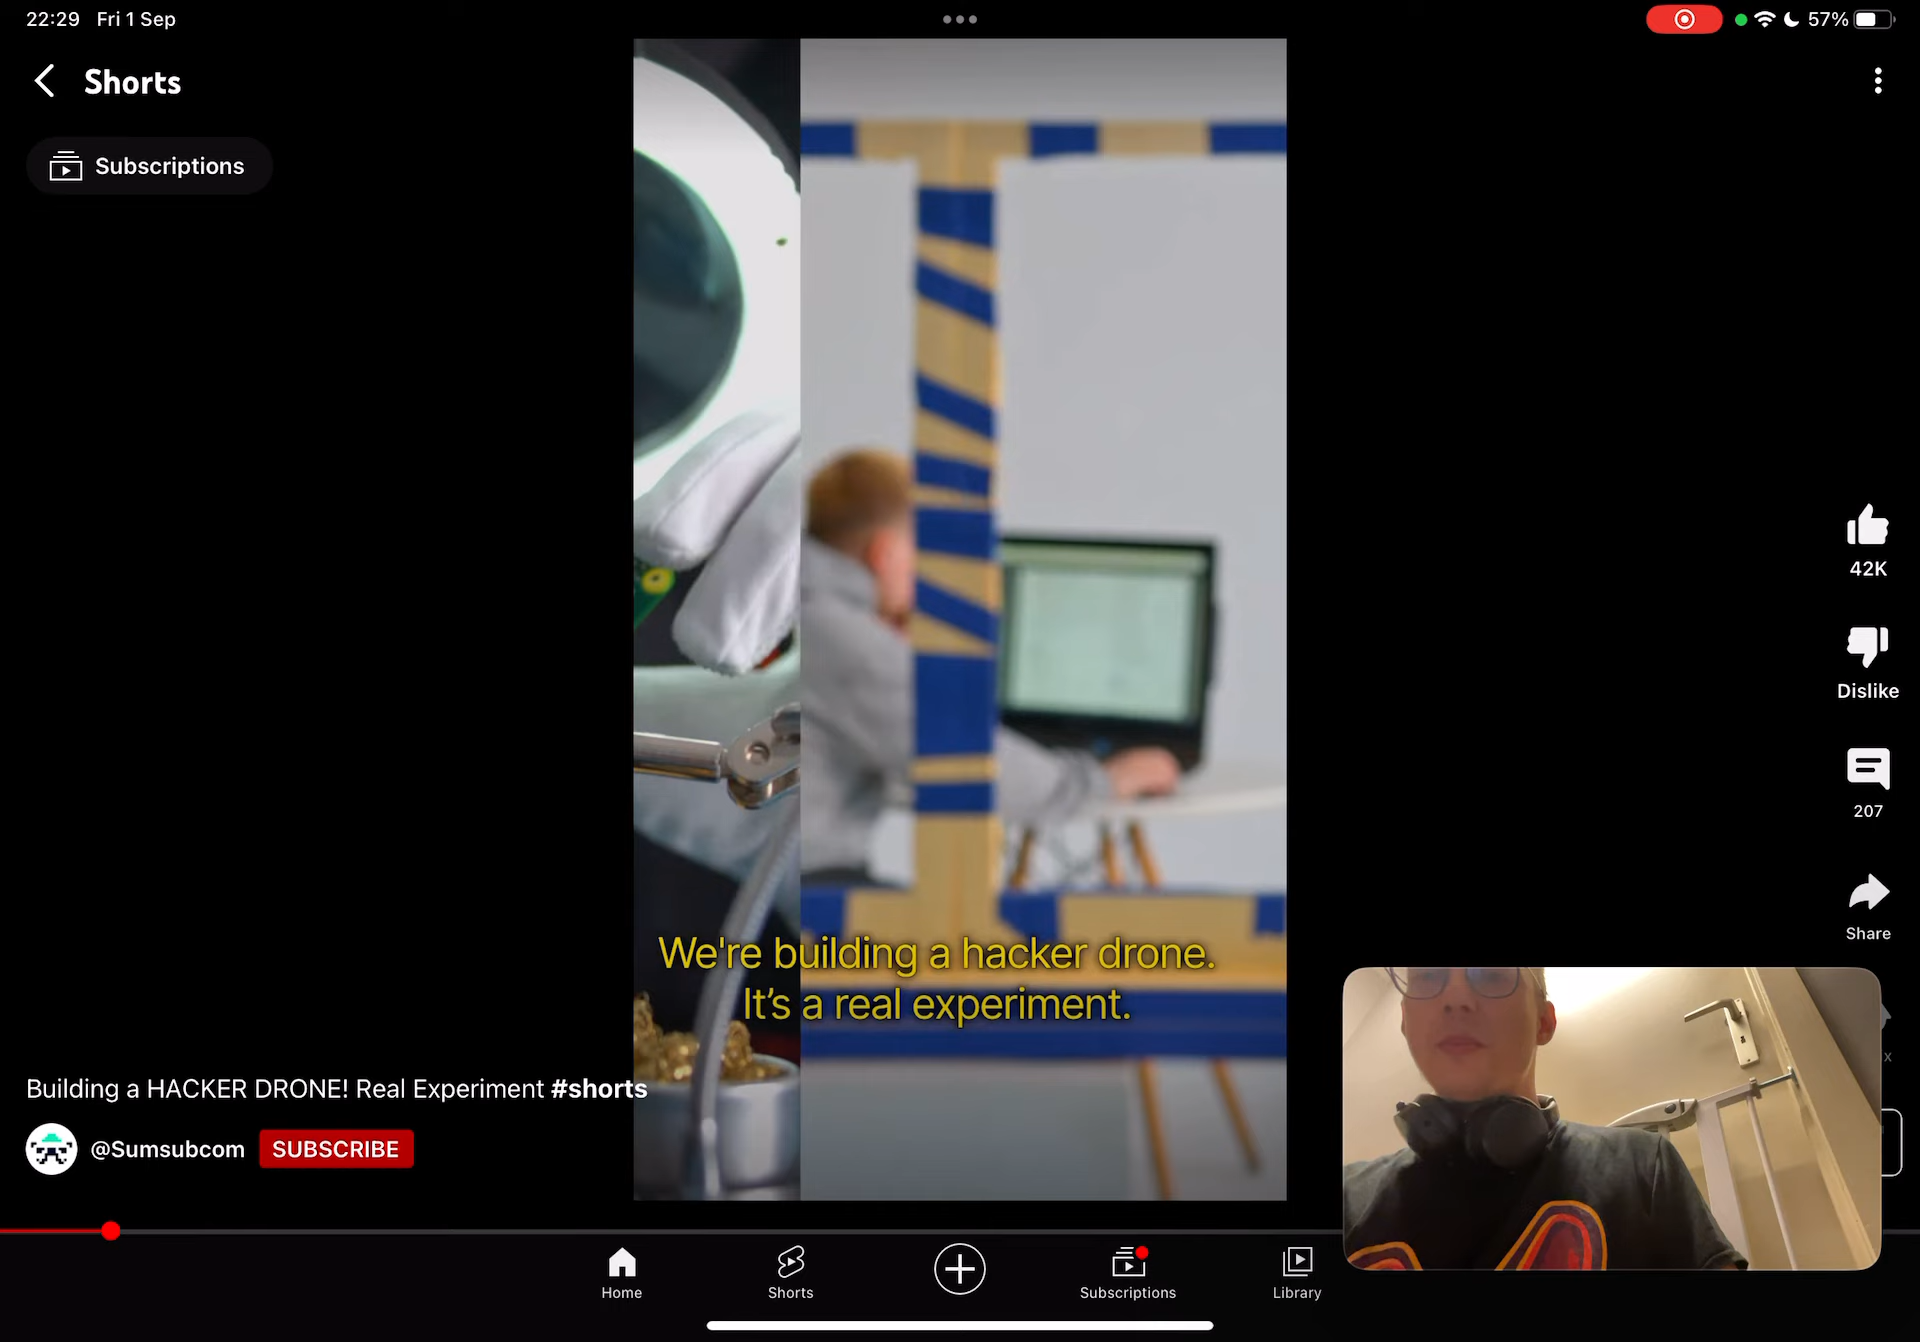 22:29 Fri 1 Sep
57%
Shorts
Subscriptions
42K
Dislike
207
Share
We're building a hacker drone.
It's a real experiment.
x
Building a HACKER DRONE! Real Experiment #shorts
@Sumsubcom SUBSCRIBE
Home Shorts Subscriptions Library